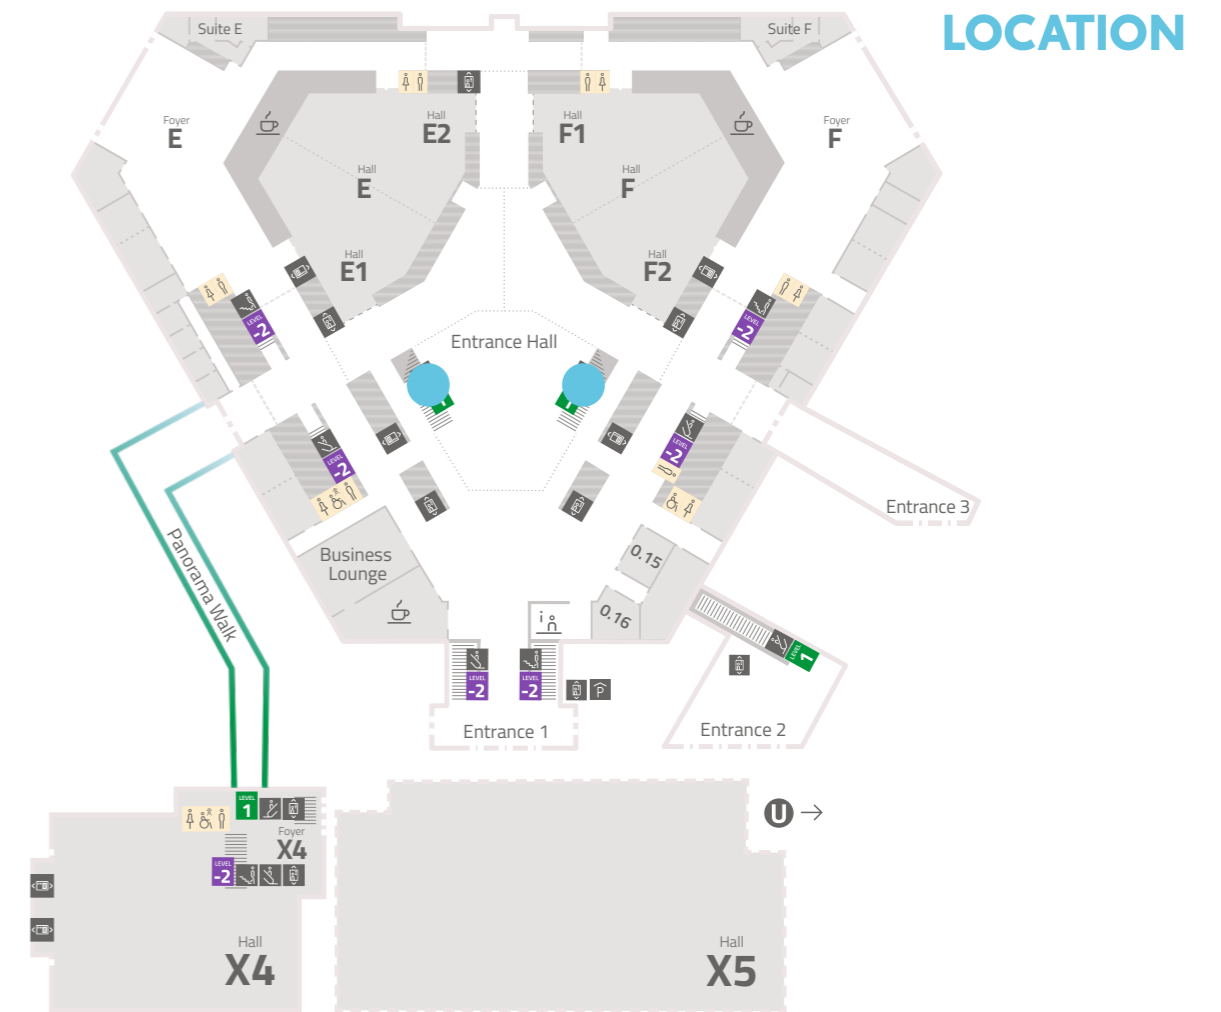 LOCATION
Suite E
Suite F
Foyer
E
Hall
E2
Hall
F1
Foyer
F
Hall
E
Hall
F
Hall
E1
Hall
F2
LEVEL
-2
LEVEL
-2
Entrance Hall
1
1
LEVEL
-2
LEVEL
-2
Entrance 3
Panorama Walk
Business
Lounge
0.15
0.16
i
LEVEL
-2
LEVEL
-2
P
LEVEL
1
Entrance 1
Entrance 2
LEVEL
1
Foyer
X4
LEVEL
-2
U
Hall
X4
Hall
X5